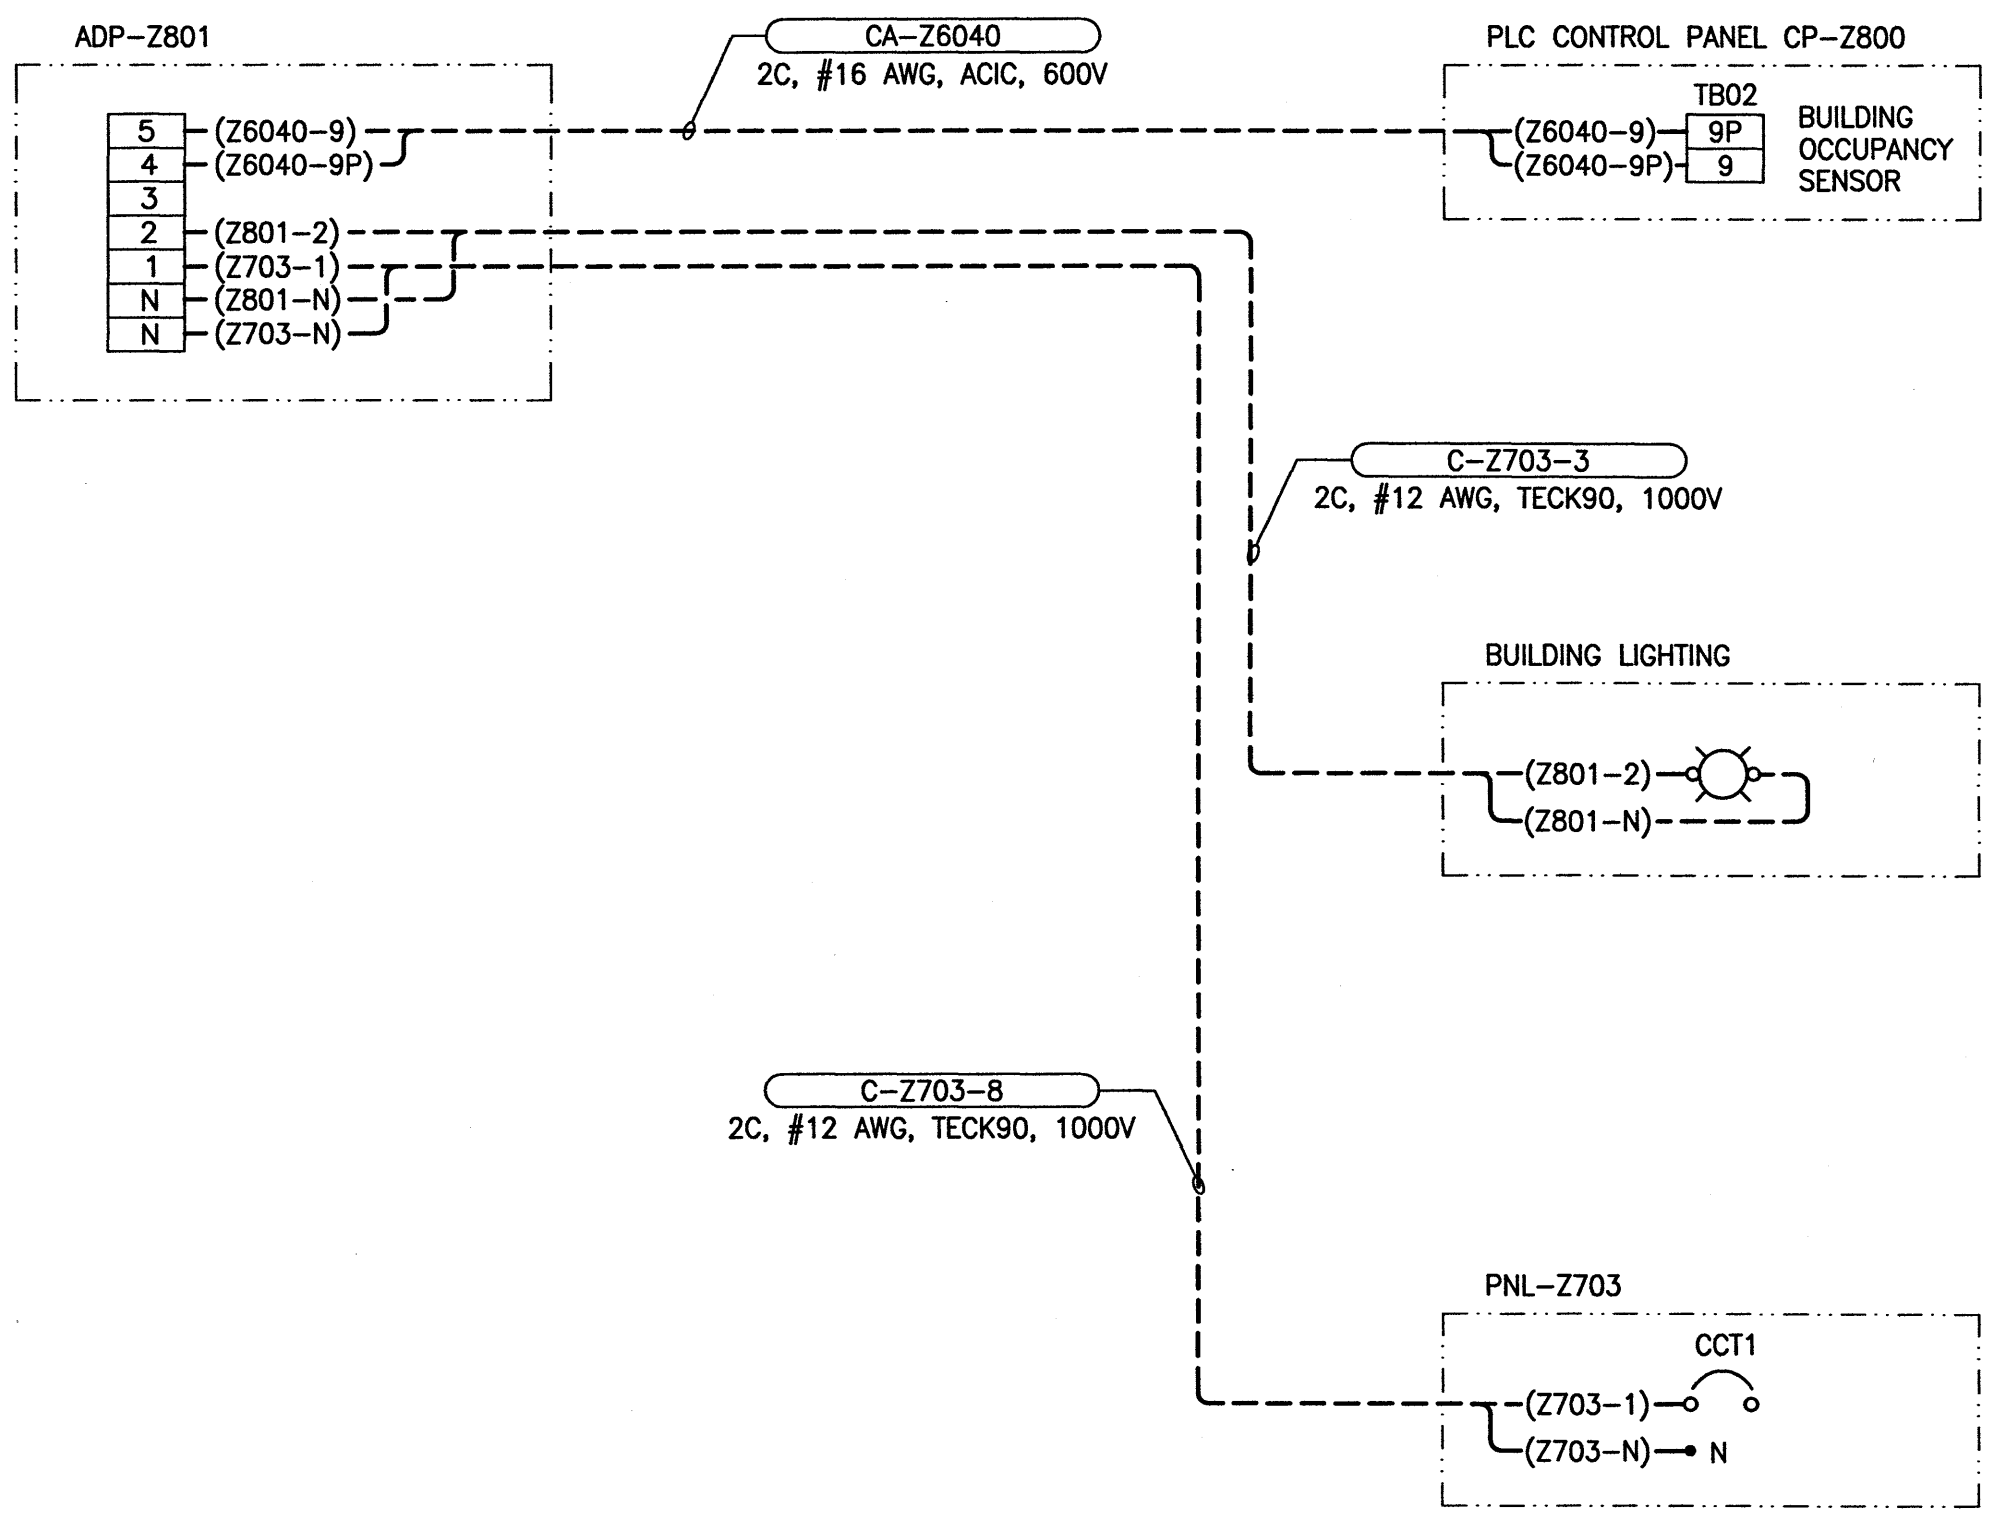 ADP-Z801
CA-Z6040
2C, #16 AWG, ACIC, 600V
PLC CONTROL PANEL CP-Z800
TB02
5 (Z6040-9)
4 (Z6040-9P)
3
2 (Z801-2)
1 (Z703-1)
N (Z801-N)
N (Z703-N)
(Z6040-9) 9P
(Z6040-9P) 9
BUILDING
OCCUPANCY
SENSOR
C-Z703-3
2C, #12 AWG, TECK90, 1000V
BUILDING LIGHTING
(Z801-2)
(Z801-N)
C-Z703-8
2C, #12 AWG, TECK90, 1000V
PNL-Z703
CCT1
(Z703-1)
(Z703-N) N